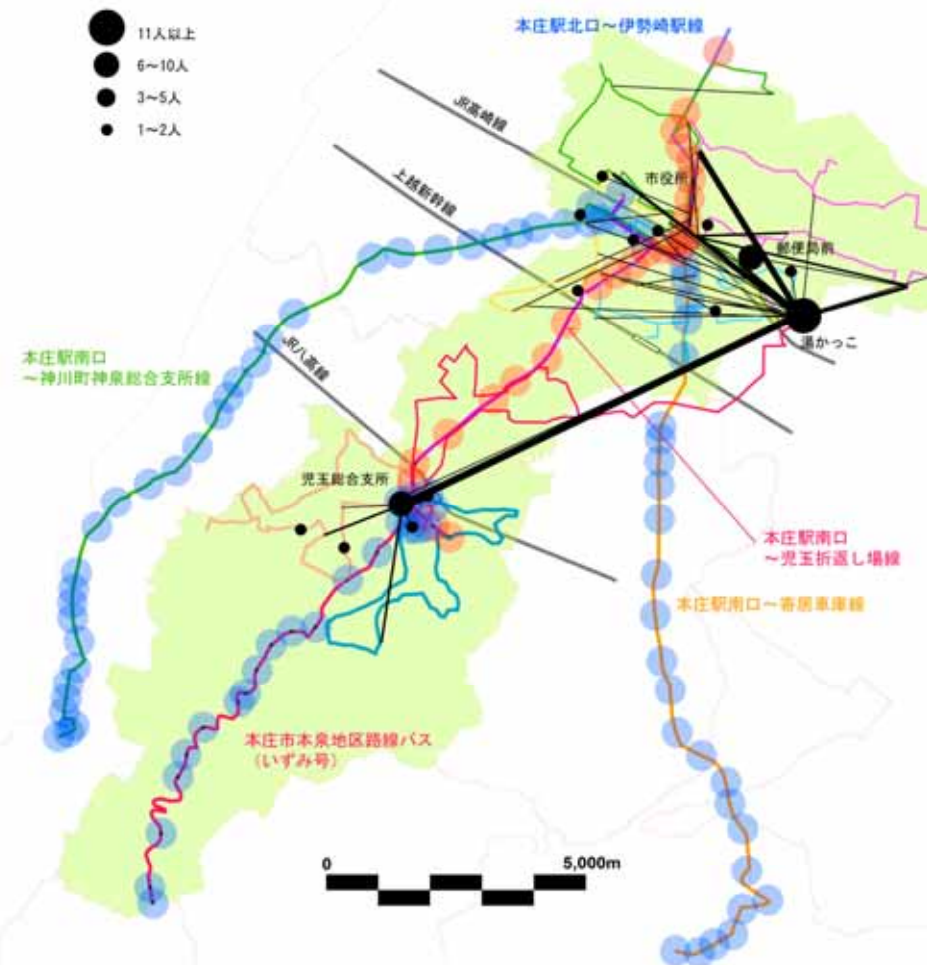 11人以上
6〜10人
3〜5人
1〜2人
本庄駅北口〜伊勢崎駅線
JR高崎線
上越新幹線
市役所
郵便局前
湯かっこ
本庄駅南口
〜神川町神泉総合支所線
JR八高線
児玉総合支所
本庄駅南口
〜児玉折返し場線
本庄駅南口〜寄居車庫線
本庄市本泉地区路線バス
(いずみ号)
0
5,000m